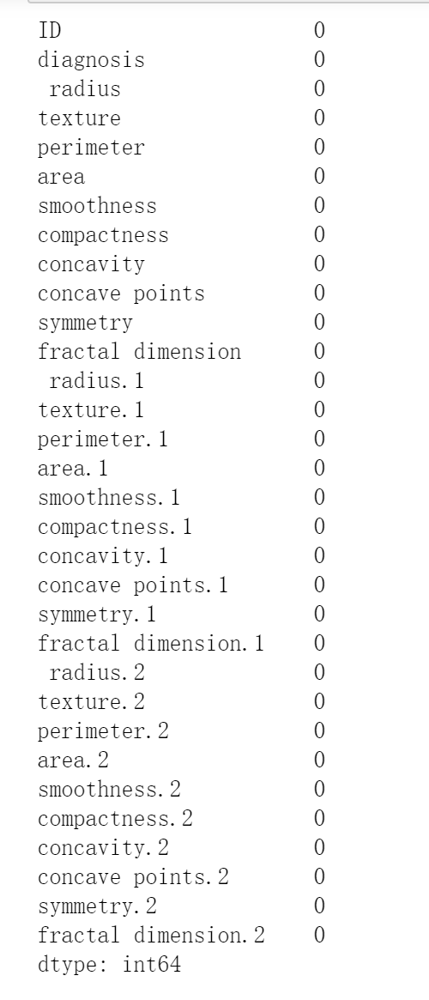 ID 0
diagnosis 0
 radius 0
texture 0
perimeter 0
area 0
smoothness 0
compactness 0
concavity 0
concave points 0
symmetry 0
fractal dimension 0
 radius.1 0
texture.1 0
perimeter.1 0
area.1 0
smoothness.1 0
compactness.1 0
concavity.1 0
concave points.1 0
symmetry.1 0
fractal dimension.1 0
 radius.2 0
texture.2 0
perimeter.2 0
area.2 0
smoothness.2 0
compactness.2 0
concavity.2 0
concave points.2 0
symmetry.2 0
fractal dimension.2 0
dtype: int64